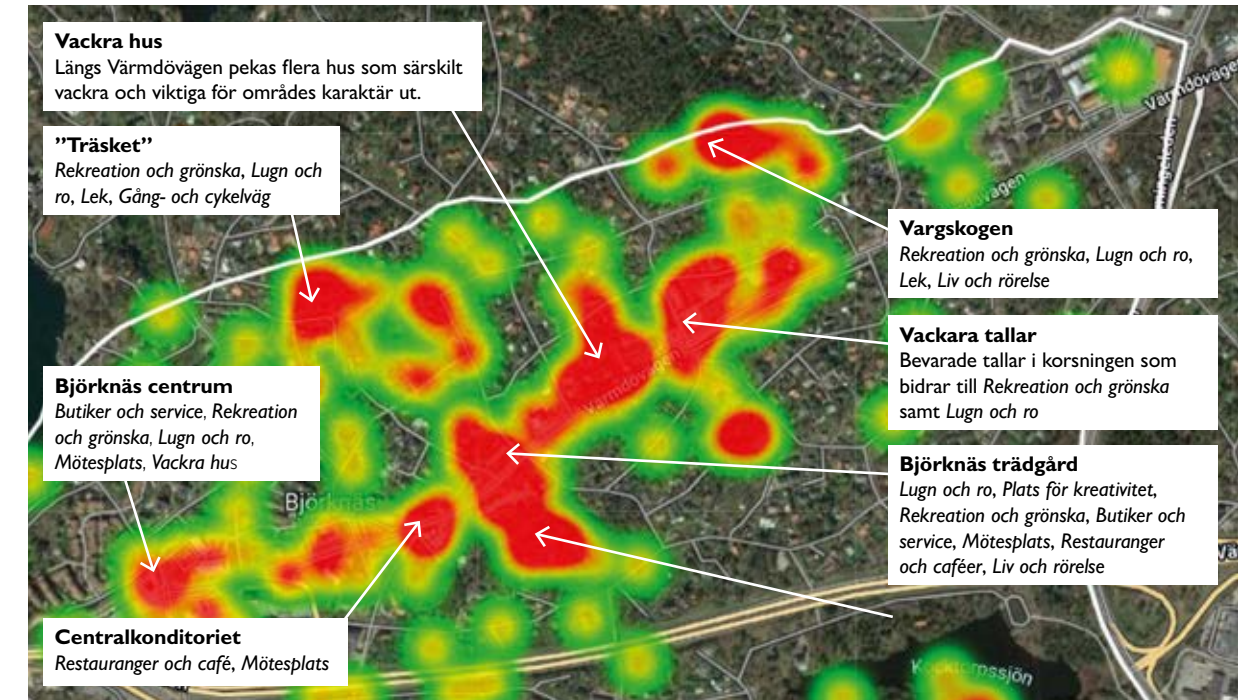 Vackra hus
Längs Värmdövägen pekas flera hus som särskilt
vackra och viktiga för områdes karaktär ut.
”Träsket”
Rekreation och grönska, Lugn och
ro, Lek, Gång- och cykelväg
Björknäs centrum
Butiker och service, Rekreation
och grönska, Lugn och ro,
Mötesplats, Vackra hus
Centralkonditoriet
Restauranger och café, Mötesplats
Vargskogen
Rekreation och grönska, Lugn och ro,
Lek, Liv och rörelse
Vackara tallar
Bevarade tallar i korsningen som
bidrar till Rekreation och grönska
samt Lugn och ro
Björknäs trädgård
Lugn och ro, Plats för kreativitet,
Rekreation och grönska, Butiker och
service, Mötesplats, Restauranger
och caféer, Liv och rörelse
Värmdövägen
Värmdövägen
Björknäs